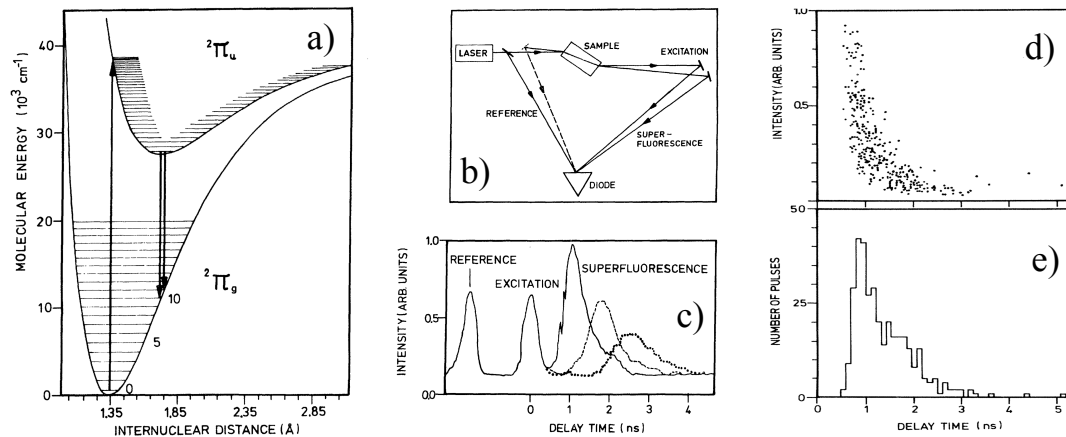 a)
²Πu
²Πg
40
30
20
10
0
MOLECULAR ENERGY (10³ cm⁻¹)
10
5
0
1,35
1,85
2,35
2,85
INTERNUCLEAR DISTANCE (Å)
LASER
SAMPLE
EXCITATION
REFERENCE
SUPER-
FLUORESCENCE
b)
DIODE
INTENSITY (ARB. UNITS)
1.0
0.5
0.0
REFERENCE
EXCITATION
SUPERFLUORESCENCE
c)
0
1
2
3
4
DELAY TIME (ns)
INTENSITY (ARB. UNITS)
1.0
0.5
d)
NUMBER OF PULSES
50
25
0
e)
0
1
2
3
4
5
DELAY TIME (ns)